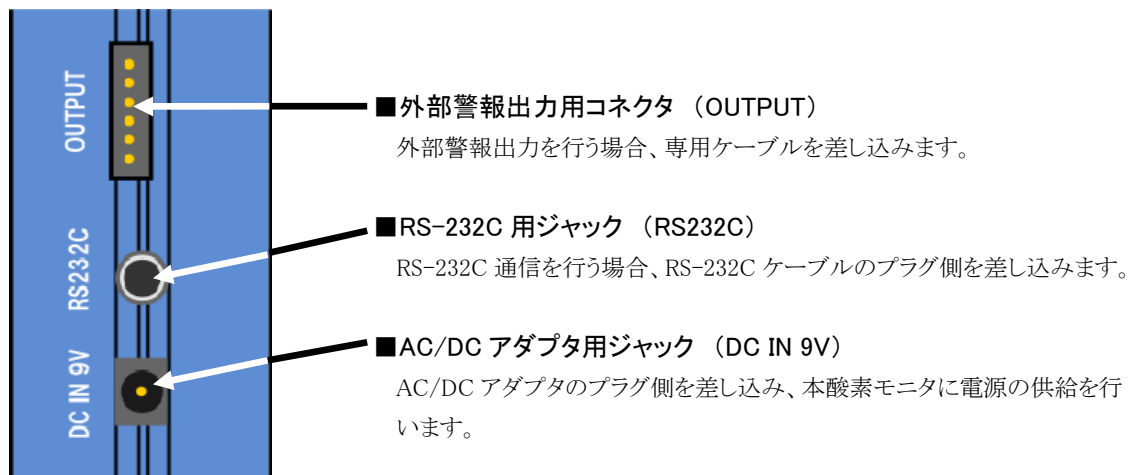 OUTPUT
RS232C
DC IN 9V
■外部警報出力用コネクタ （OUTPUT）
外部警報出力を行う場合、専用ケーブルを差し込みます。
■RS-232C 用ジャック （RS232C）
RS-232C 通信を行う場合、RS-232C ケーブルのプラグ側を差し込みます。
■AC/DC アダプタ用ジャック （DC IN 9V）
AC/DC アダプタのプラグ側を差し込み、本酸素モニタに電源の供給を行
います。